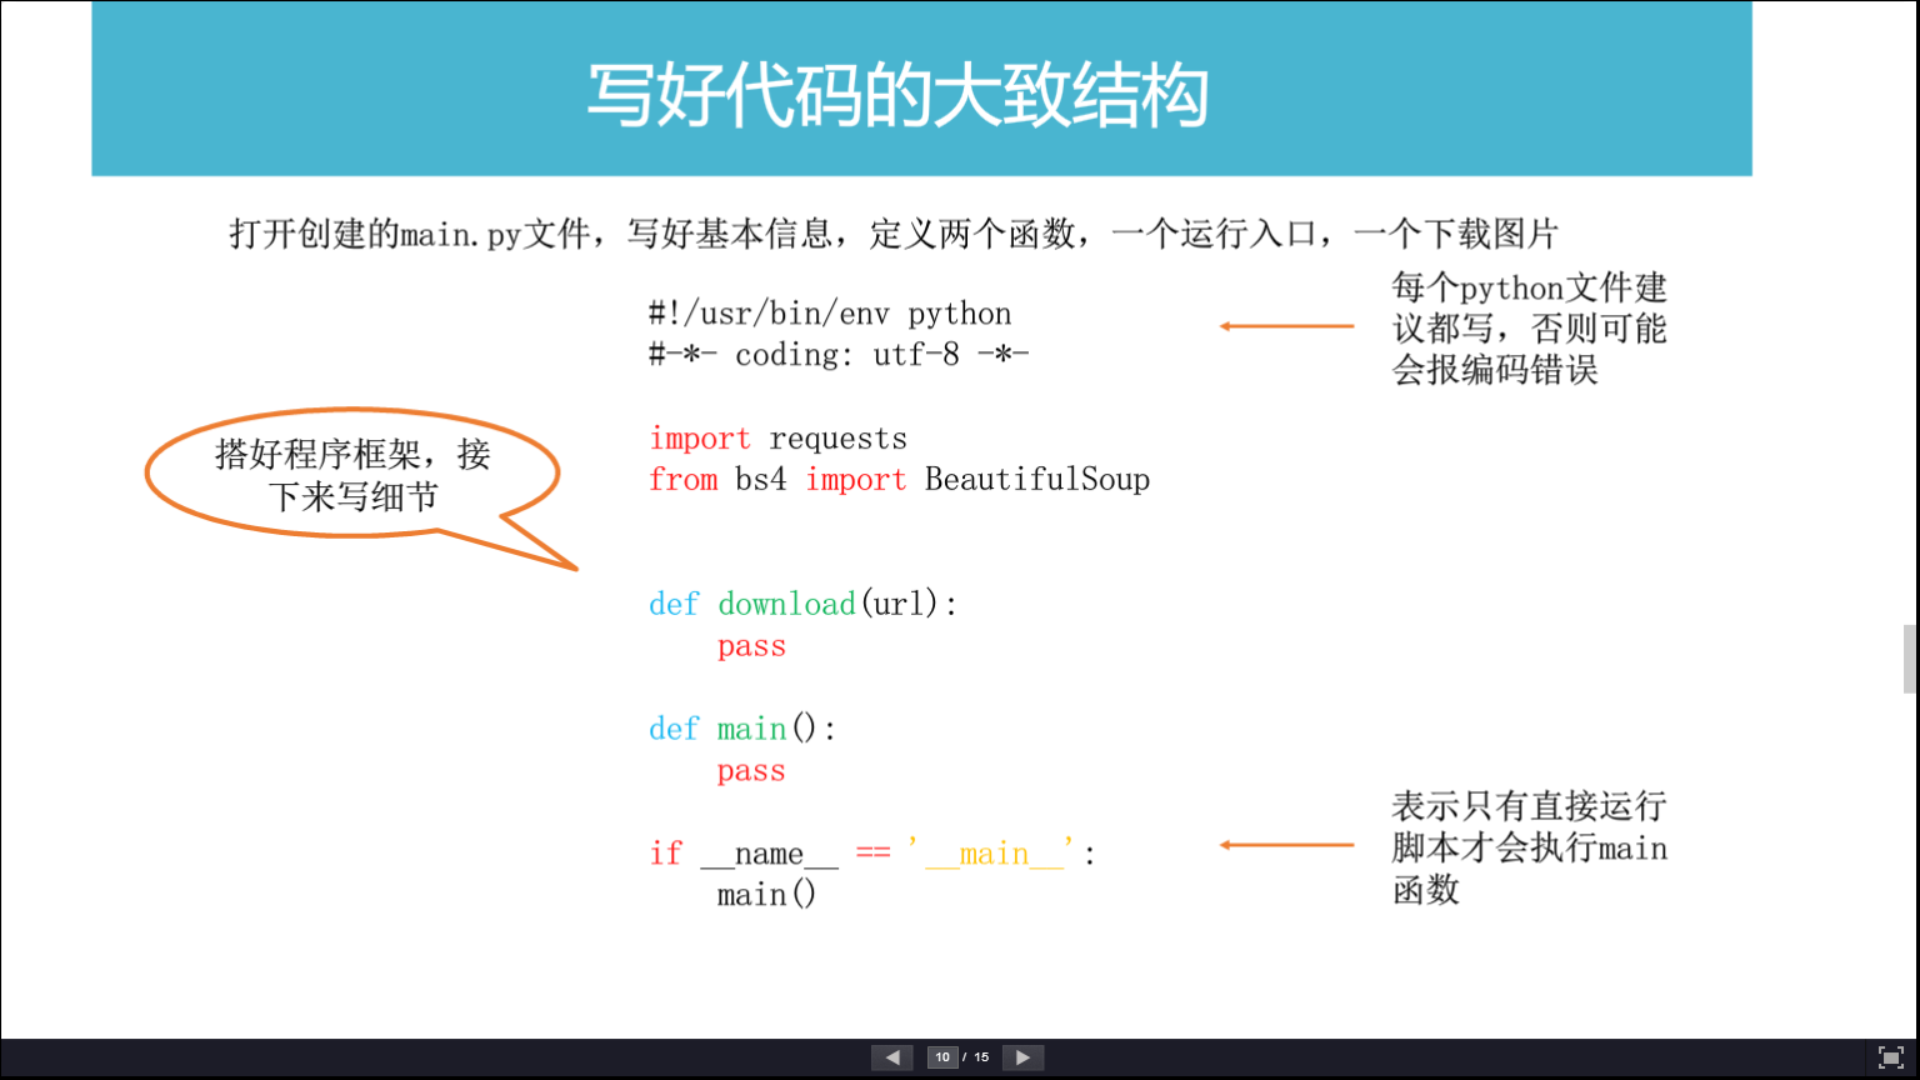 写好代码的大致结构
打开创建的main.py文件，写好基本信息，定义两个函数，一个运行入口，一个下载图片
#!/usr/bin/env python
#-*- coding: utf-8 -*-
每个python文件建
议都写，否则可能
会报编码错误
import requests
from bs4 import BeautifulSoup
搭好程序框架，接
下来写细节
def download(url):
    pass
def main():
    pass
if __name__ == '__main__':
    main()
表示只有直接运行
脚本才会执行main
函数
10 / 15